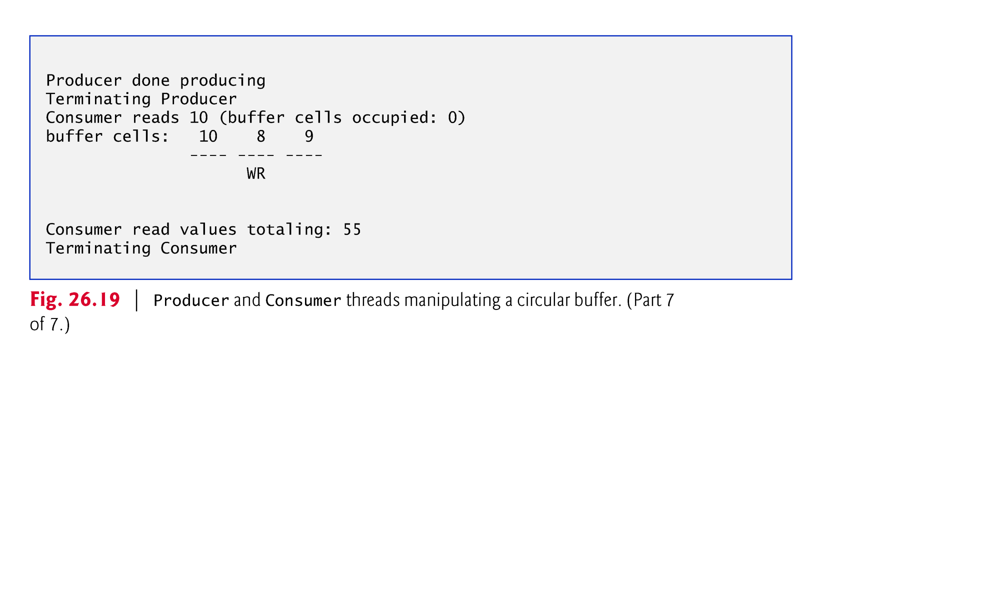 Producer done producing
Terminating Producer
Consumer reads 10 (buffer cells occupied: 0)
buffer cells:   10    8    9
               ---- ---- ----
                     WR
Consumer read values totaling: 55
Terminating Consumer
Fig. 26.19 | Producer and Consumer threads manipulating a circular buffer. (Part 7
of 7.)